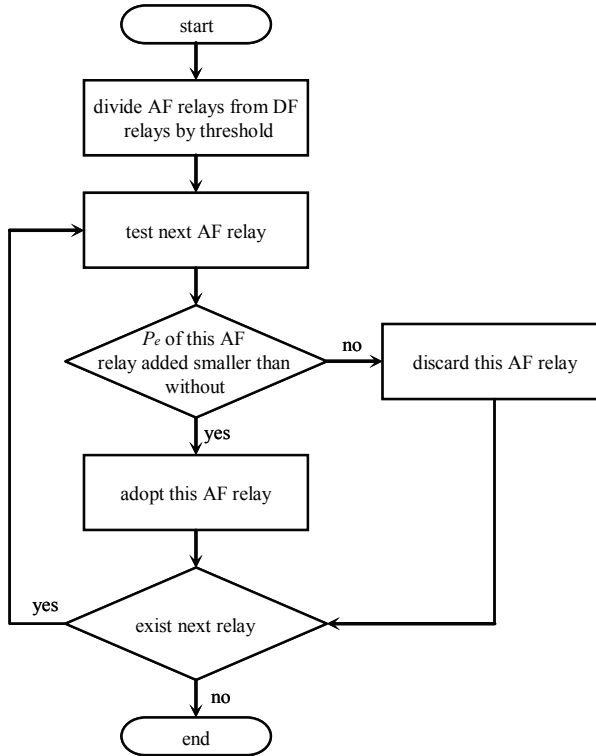 start
divide AF relays from DF
relays by threshold
test next AF relay
Pe of this AF
relay added smaller than
without
no
discard this AF relay
yes
adopt this AF relay
yes
exist next relay
no
end